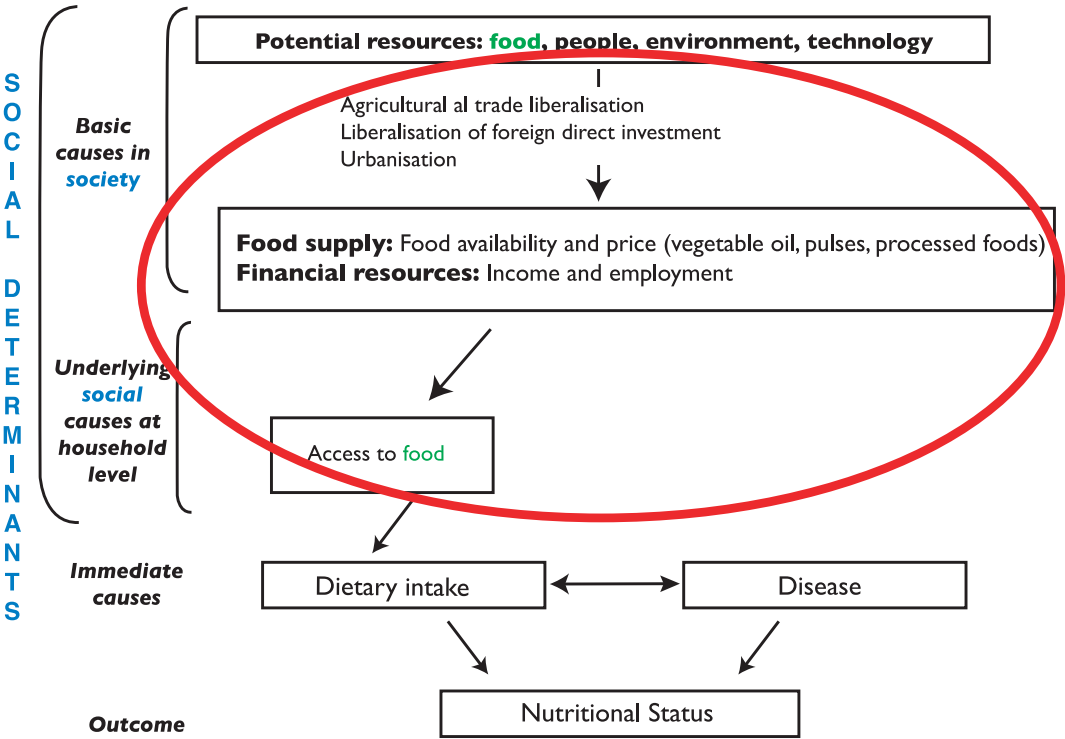 SOCIAL DETERMINANTS
Potential resources: food, people, environment, technology
Agricultural al trade liberalisation
Liberalisation of foreign direct investment
Urbanisation
Basic
causes in
society
Food supply: Food availability and price (vegetable oil, pulses, processed foods)
Financial resources: Income and employment
Underlying
social
causes at
household
level
Access to food
Immediate
causes
Dietary intake
Disease
Outcome
Nutritional Status